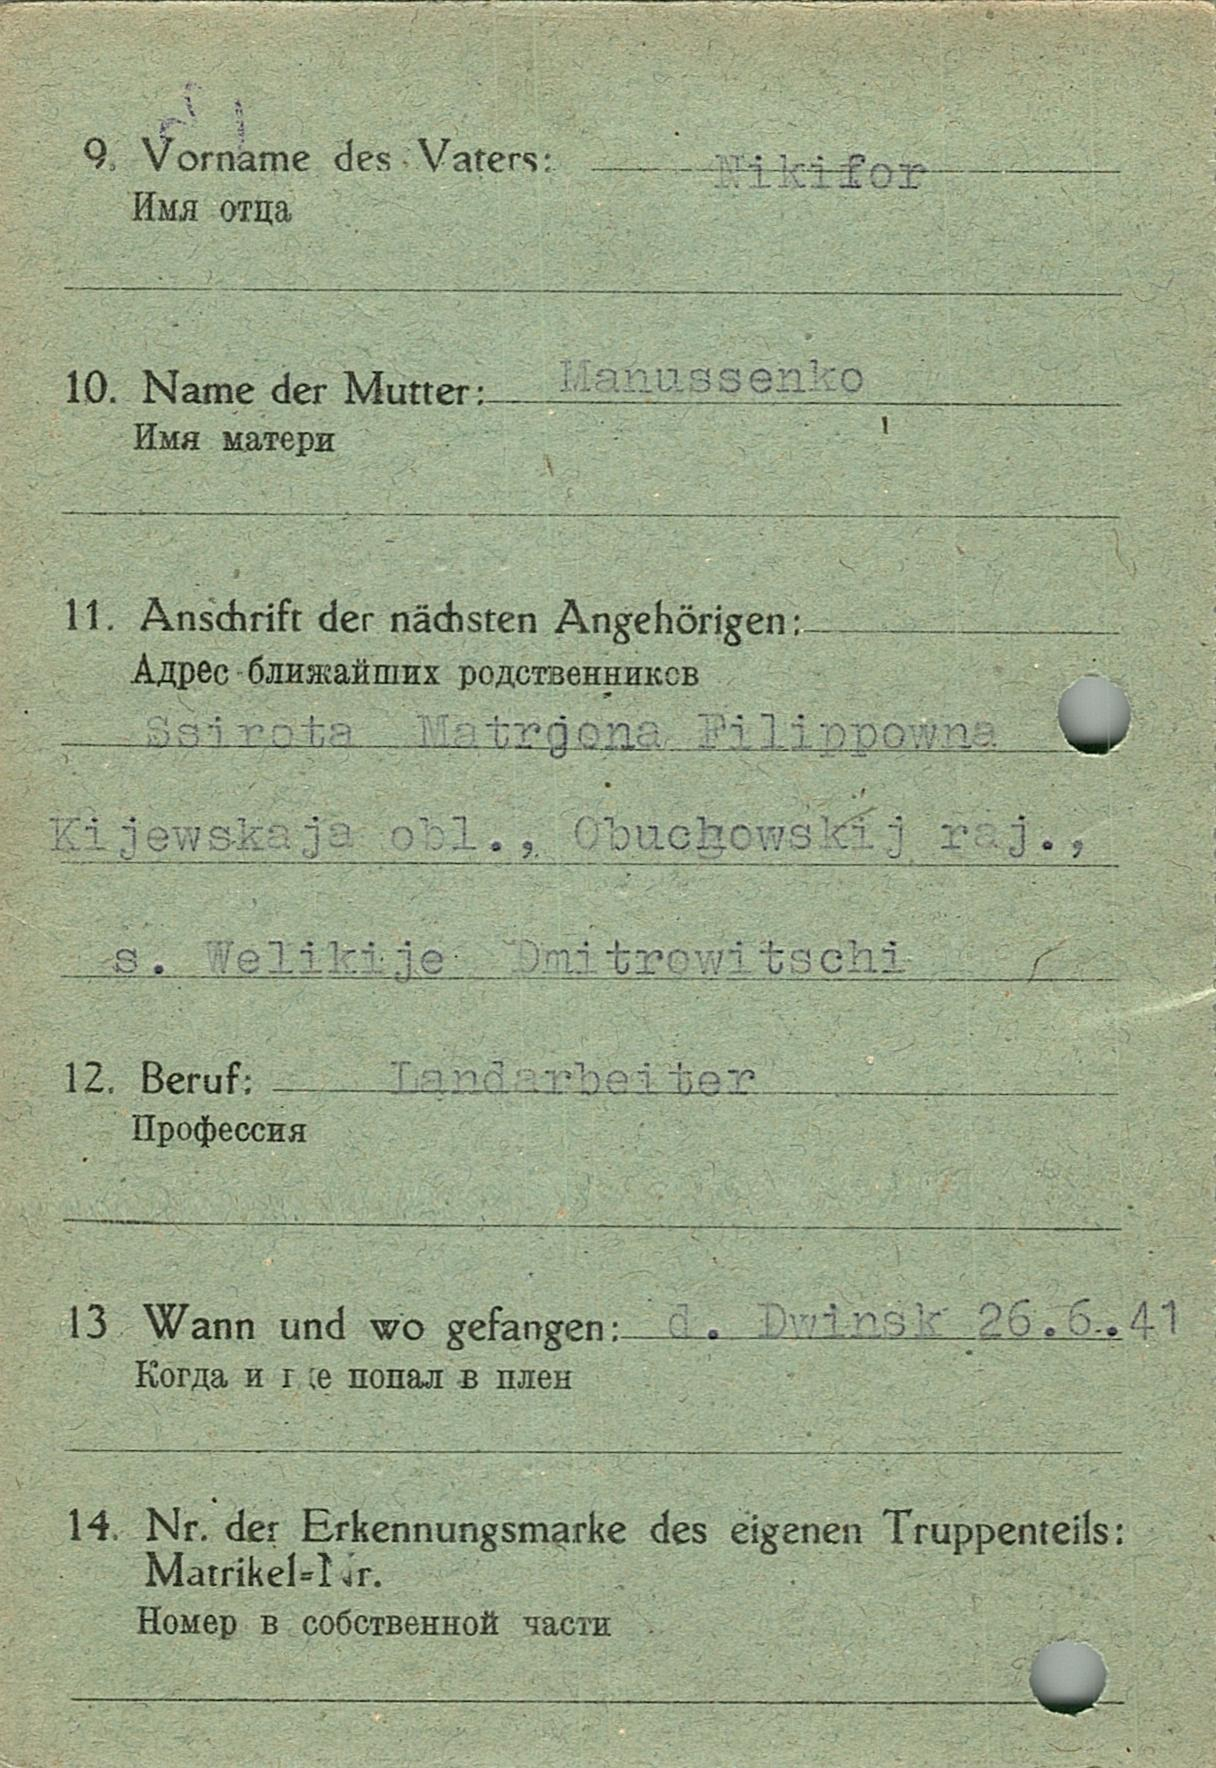 9. Vorname des Vaters: Nikifor
Имя отца
10. Name der Mutter: Manussenko
Имя матери
11. Anschrift der nächsten Angehörigen:
Адрес ближайших родственников
Ssirota Matrjona Filippowna
Kijewskaja obl., Obuchowskij raj.,
s. Welikije Dmitrowitschi
12. Beruf: Landarbeiter
Профессия
13 Wann und wo gefangen: d. Dwinsk 26.6.41
Когда и где попал в плен
14. Nr. der Erkennungsmarke des eigenen Truppenteils:
Matrikel=Nr.
Номер в собственной части